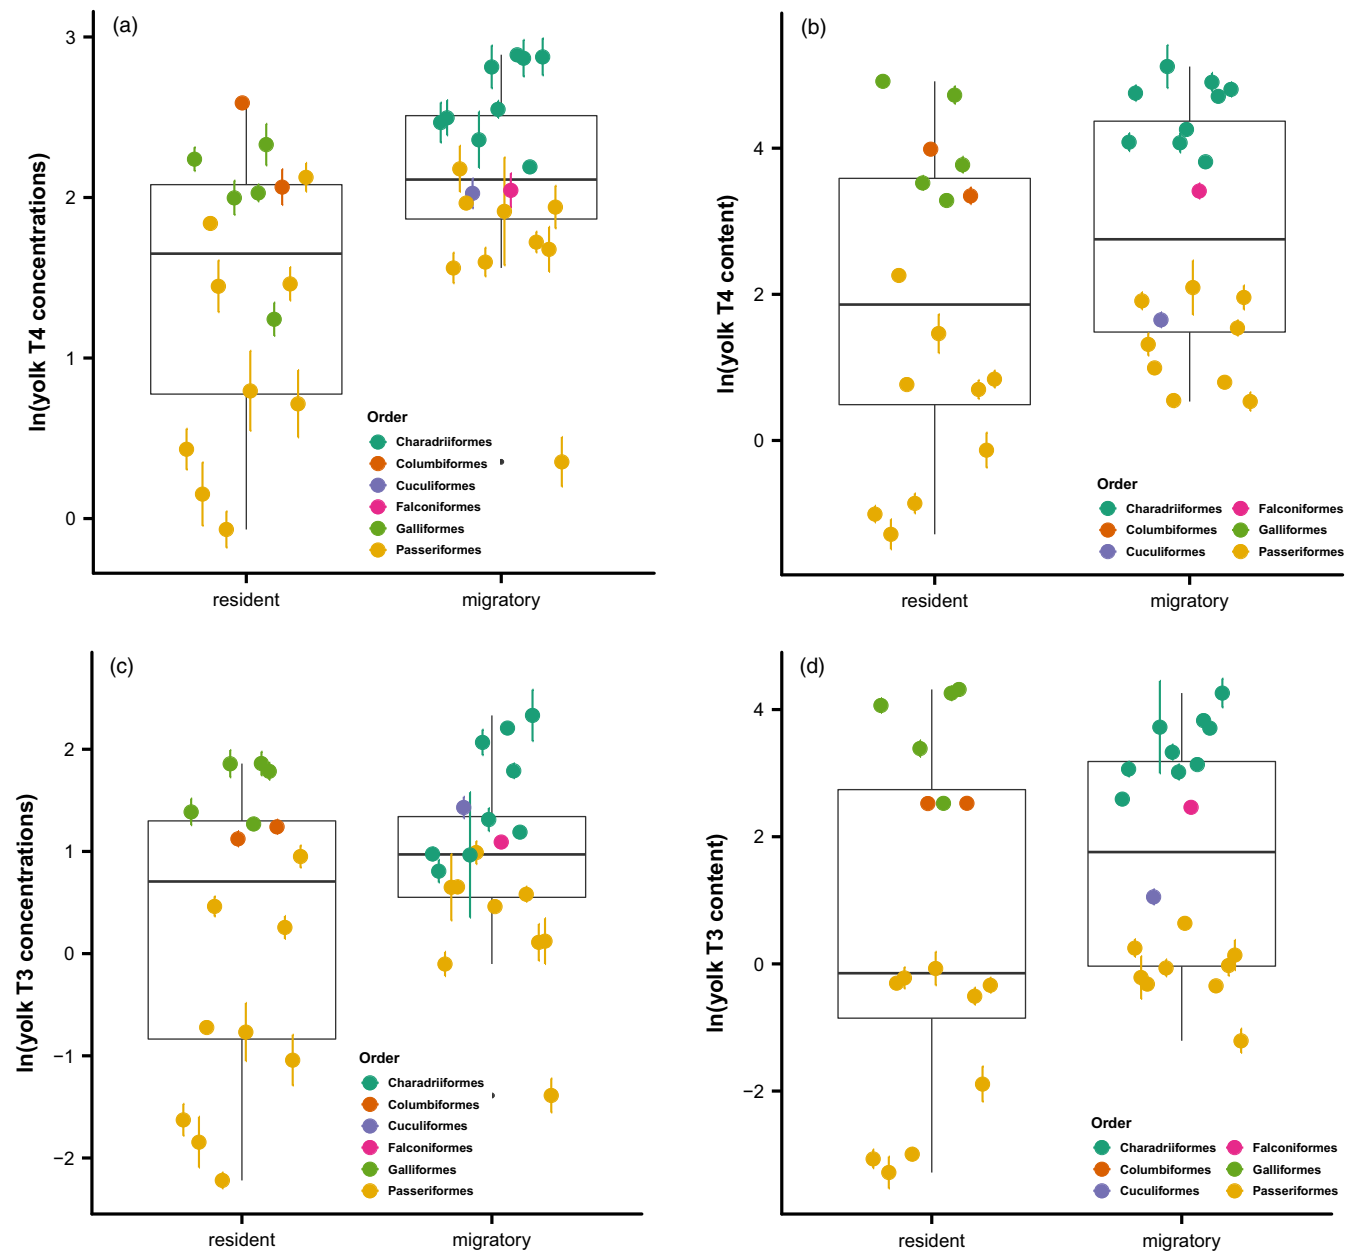 (a)
ln(yolk T4 concentrations)
3
2
1
0
Order
Charadriiformes
Columbiformes
Cuculiformes
Falconiformes
Galliformes
Passeriformes
resident
migratory
(b)
ln(yolk T4 content)
4
2
0
Order
Charadriiformes
Falconiformes
Columbiformes
Galliformes
Cuculiformes
Passeriformes
resident
migratory
(c)
ln(yolk T3 concentrations)
2
1
0
−1
−2
Order
Charadriiformes
Columbiformes
Cuculiformes
Falconiformes
Galliformes
Passeriformes
resident
migratory
(d)
ln(yolk T3 content)
4
2
0
−2
Order
Charadriiformes
Falconiformes
Columbiformes
Galliformes
Cuculiformes
Passeriformes
resident
migratory